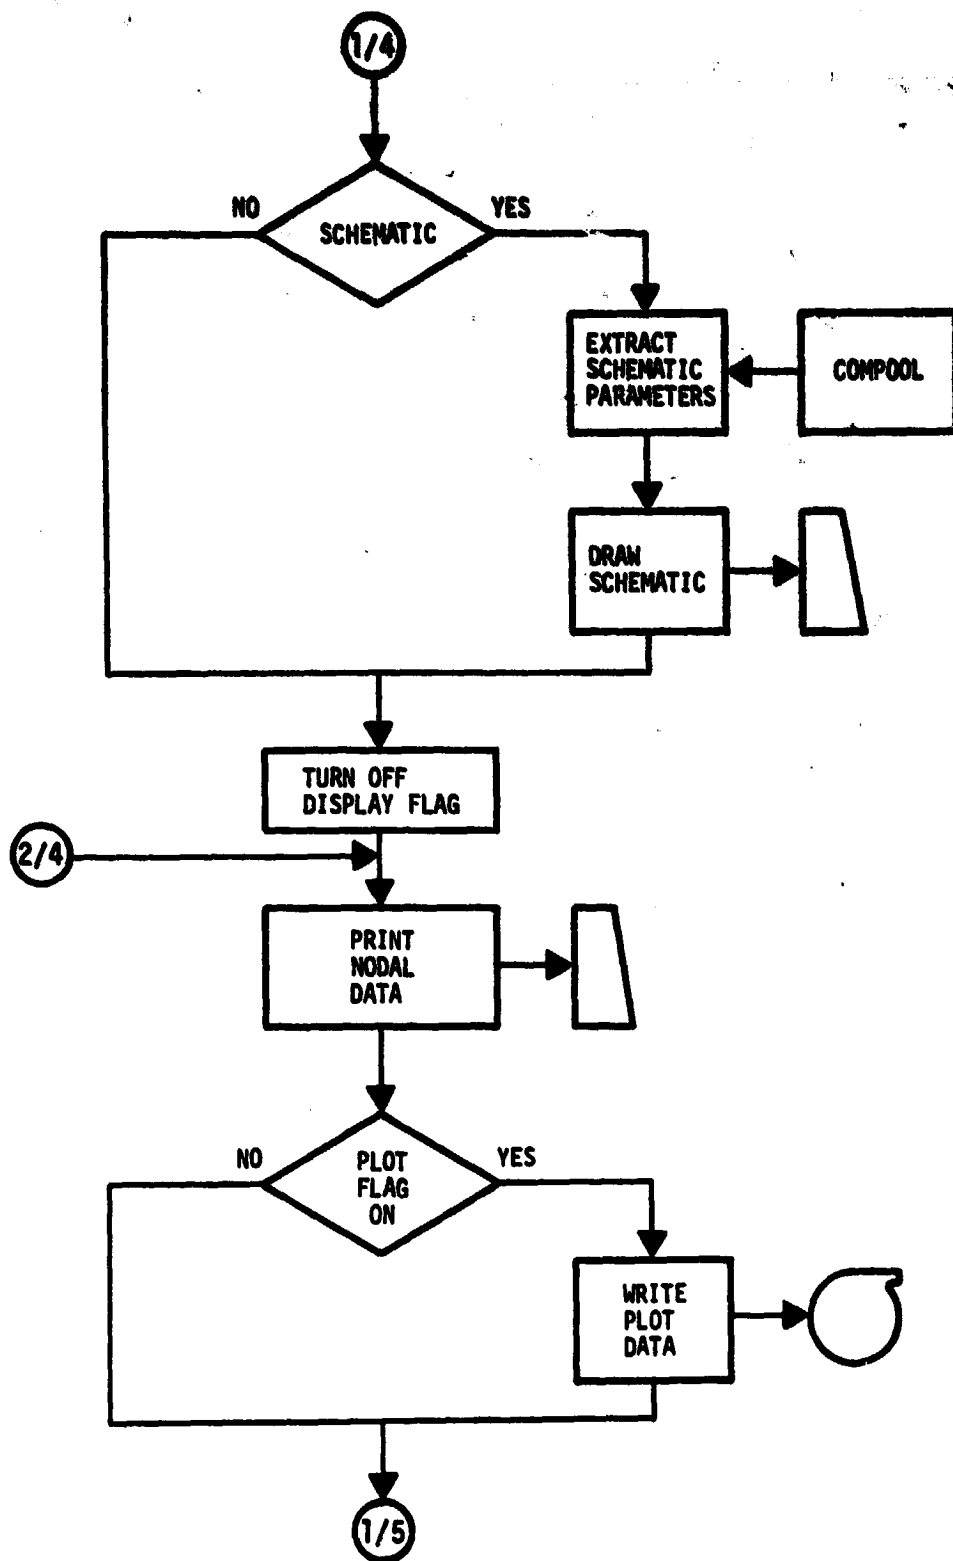 1/4
NO
YES
SCHEMATIC
EXTRACT
SCHEMATIC
PARAMETERS
COMPOOL
DRAW
SCHEMATIC
TURN OFF
DISPLAY FLAG
2/4
PRINT
NODAL
DATA
NO
YES
PLOT
FLAG
ON
WRITE
PLOT
DATA
1/5